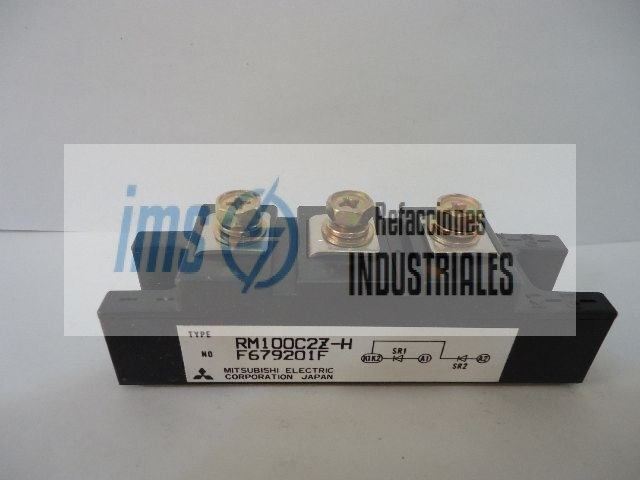 ims Refacciones
INDUSTRIALES
TYPE RM100C2Z-H
NO F679201F
MITSUBISHI ELECTRIC
CORPORATION JAPAN
SR1
K1K2 A1 A2
SR2